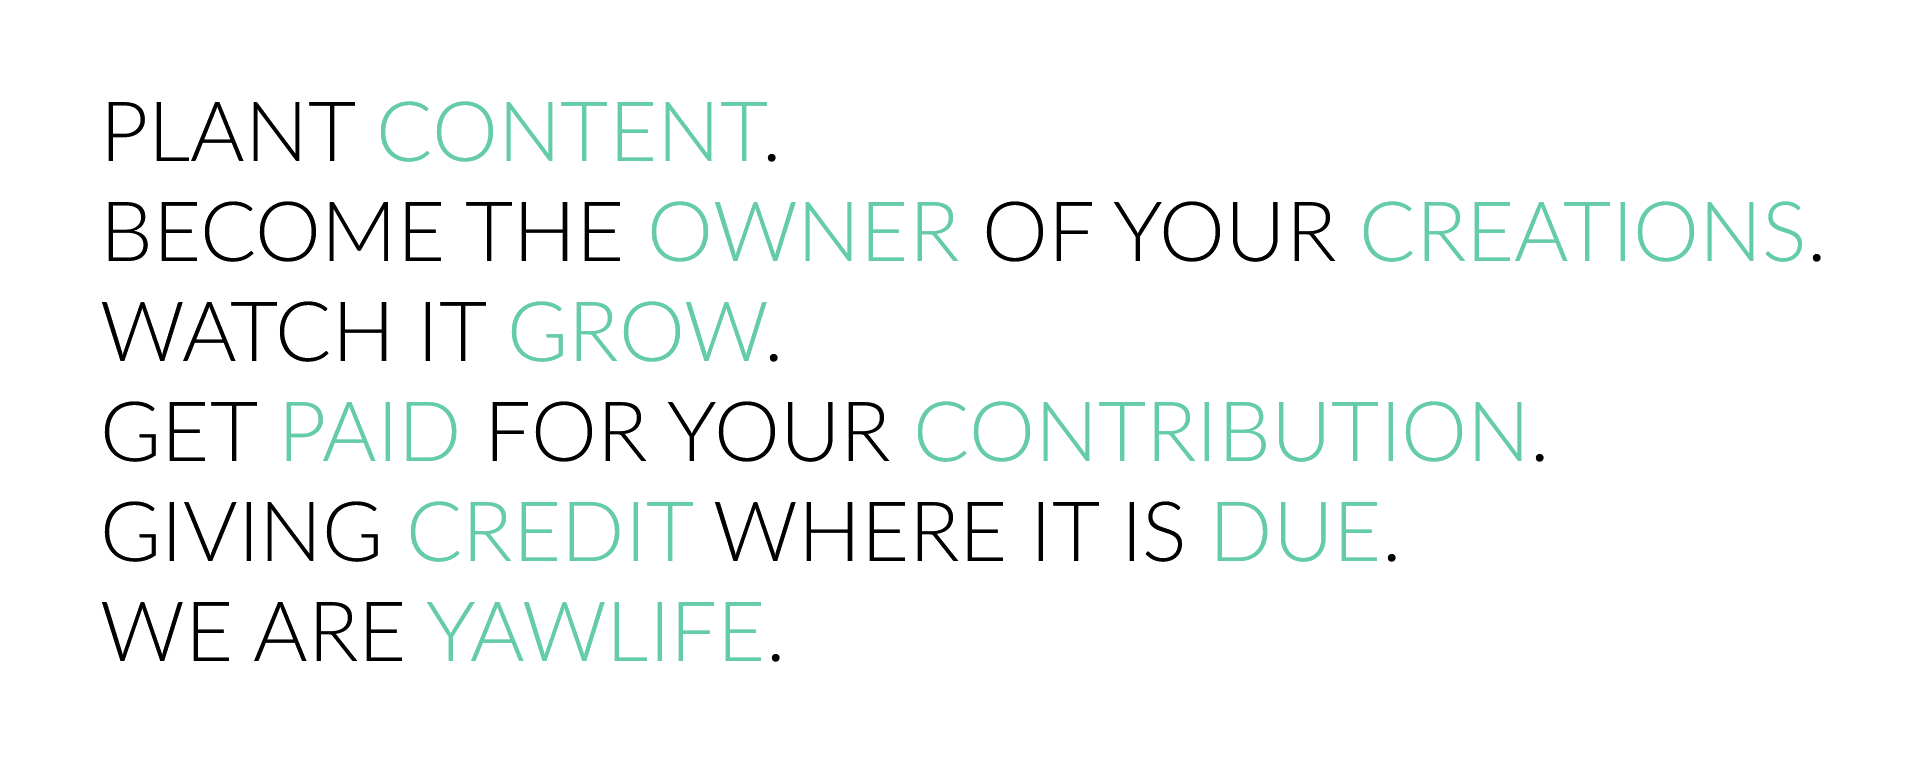 PLANT CONTENT.
BECOME THE OWNER OF YOUR CREATIONS.
WATCH IT GROW.
GET PAID FOR YOUR CONTRIBUTION.
GIVING CREDIT WHERE IT IS DUE.
WE ARE YAWLIFE.